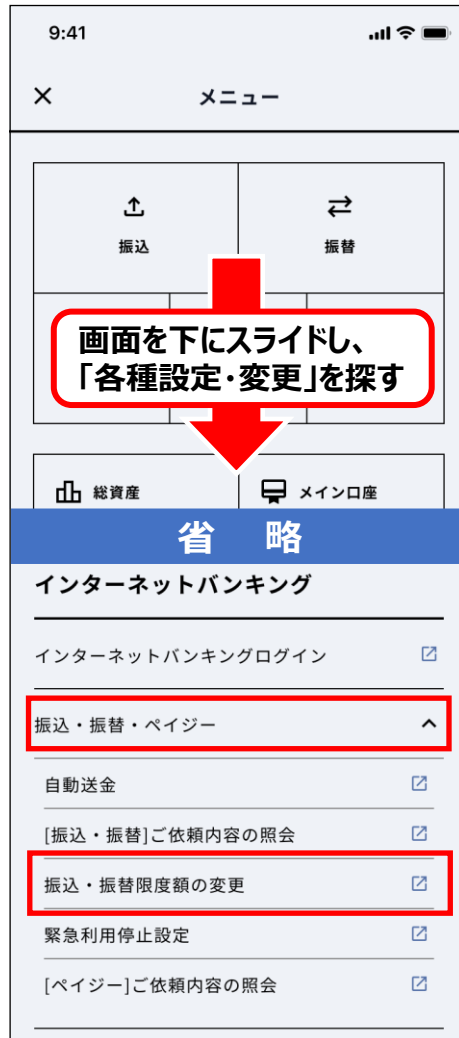 9:41
メニュー
振込
振替
画面を下にスライドし、
「各種設定・変更」を探す
総資産
メイン口座
省 略
インターネットバンキング
インターネットバンキングログイン
振込・振替・ペイジー
自動送金
[振込・振替]ご依頼内容の照会
振込・振替限度額の変更
緊急利用停止設定
[ペイジー]ご依頼内容の照会